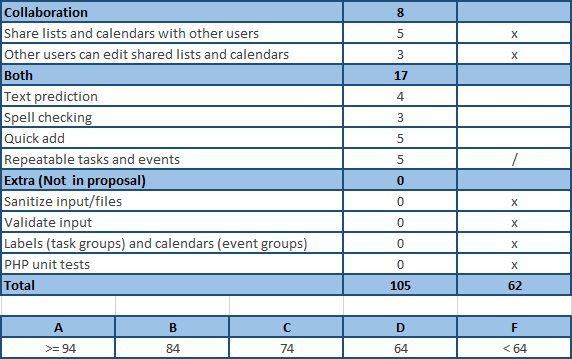 Collaboration 8
Share lists and calendars with other users 5 x
Other users can edit shared lists and calendars 3 x
Both 17
Text prediction 4
Spell checking 3
Quick add 5
Repeatable tasks and events 5 /
Extra (Not  in proposal) 0
Sanitize input/files 0 x
Validate input 0 x
Labels (task groups) and calendars (event groups) 0 x
PHP unit tests 0 x
Total 105 62
A B C D F
>= 94 84 74 64 < 64